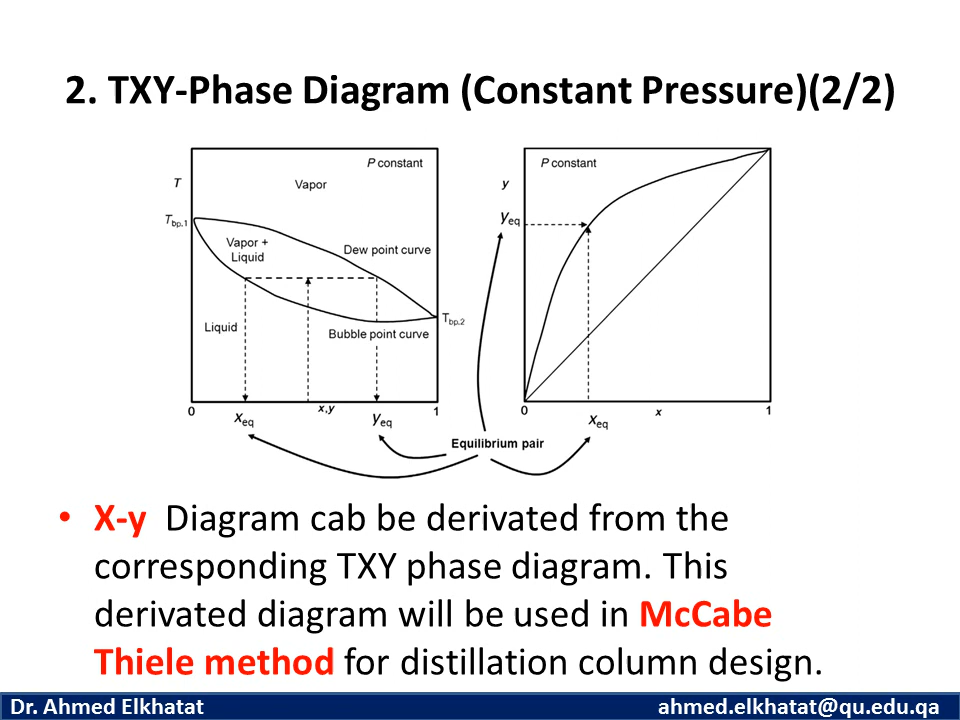 2. TXY-Phase Diagram (Constant Pressure)(2/2)
P constant
T
Vapor
Tbp,1
Vapor +
Liquid
Dew point curve
Liquid
Bubble point curve
Tbp,2
0
xeq
x,y
yeq
1
P constant
y
yeq
0
xeq
x
1
Equilibrium pair
• X-y Diagram cab be derivated from the
corresponding TXY phase diagram. This
derivated diagram will be used in McCabe
Thiele method for distillation column design.
Dr. Ahmed Elkhatat
ahmed.elkhatat@qu.edu.qa